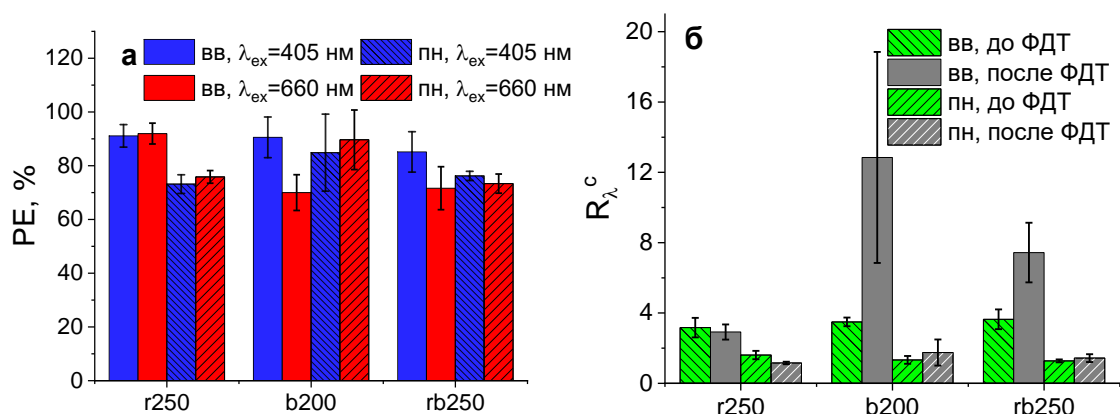 а
вв, λex=405 нм
пн, λex=405 нм
вв, λex=660 нм
пн, λex=660 нм
PE, %
120
100
80
60
40
20
0
r250
b200
rb250
б
вв, до ФДТ
вв, после ФДТ
пн, до ФДТ
пн, после ФДТ
Rλc
20
16
12
8
4
0
r250
b200
rb250